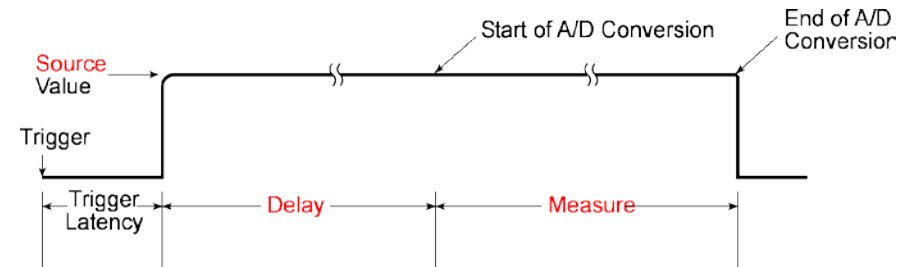 Start of A/D Conversion
End of A/D
Conversion
Source
Value
Trigger
Trigger
Latency
Delay
Measure